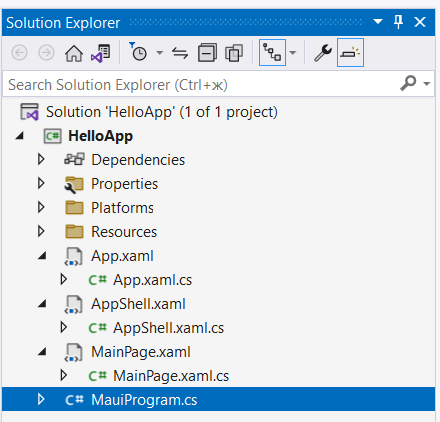 Solution Explorer
Search Solution Explorer (Ctrl+ж)
Solution 'HelloApp' (1 of 1 project)
C# HelloApp
Dependencies
Properties
Platforms
Resources
App.xaml
C# App.xaml.cs
AppShell.xaml
C# AppShell.xaml.cs
MainPage.xaml
C# MainPage.xaml.cs
C# MauiProgram.cs